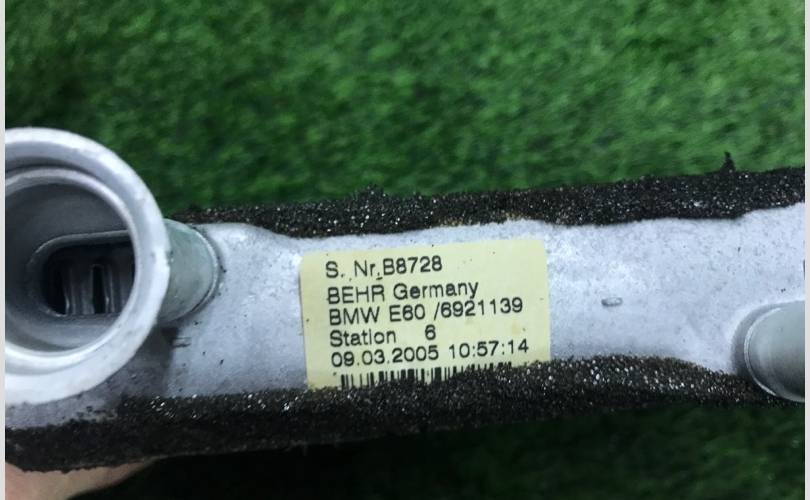 S. Nr.B8728
BEHR Germany
BMW E60 /6921139
Station 6
09.03.2005 10:57:14